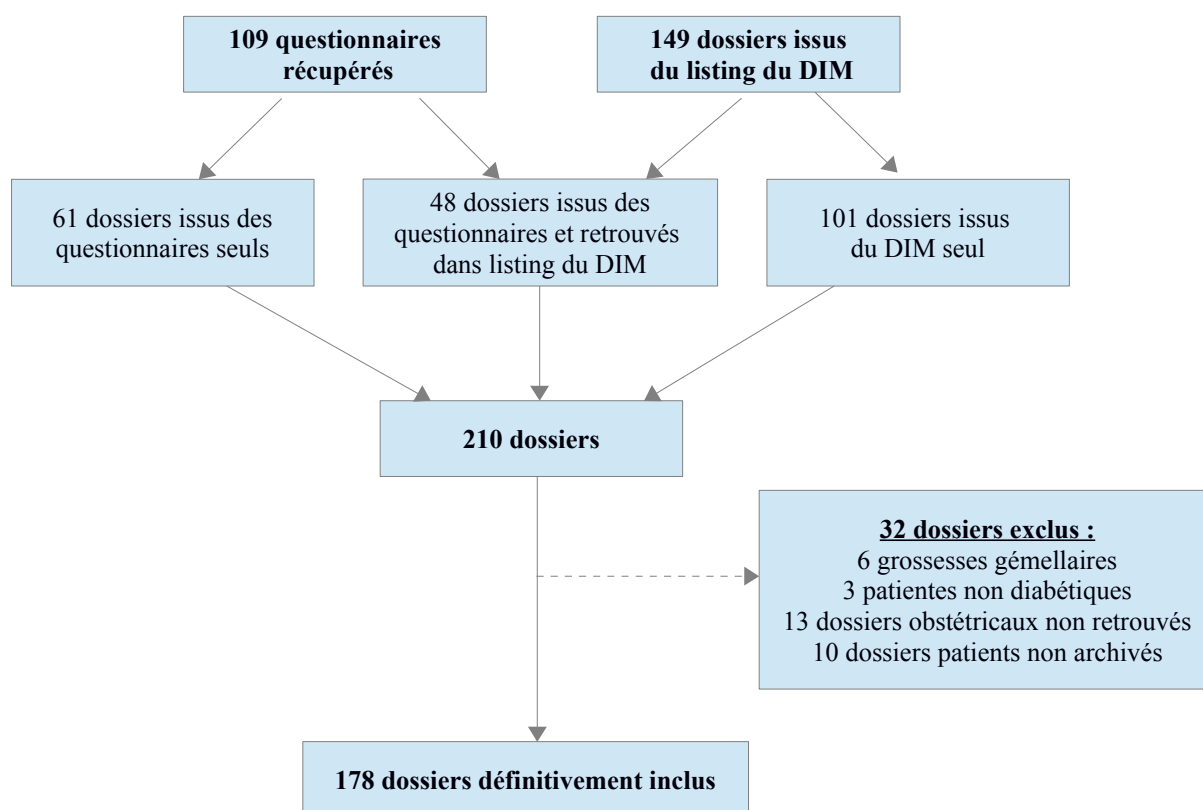 109 questionnaires
récupérés
149 dossiers issus
du listing du DIM
61 dossiers issus des
questionnaires seuls
48 dossiers issus des
questionnaires et retrouvés
dans listing du DIM
101 dossiers issus
du DIM seul
210 dossiers
32 dossiers exclus :
6 grossesses gémellaires
3 patientes non diabétiques
13 dossiers obstétricaux non retrouvés
10 dossiers patients non archivés
178 dossiers définitivement inclus